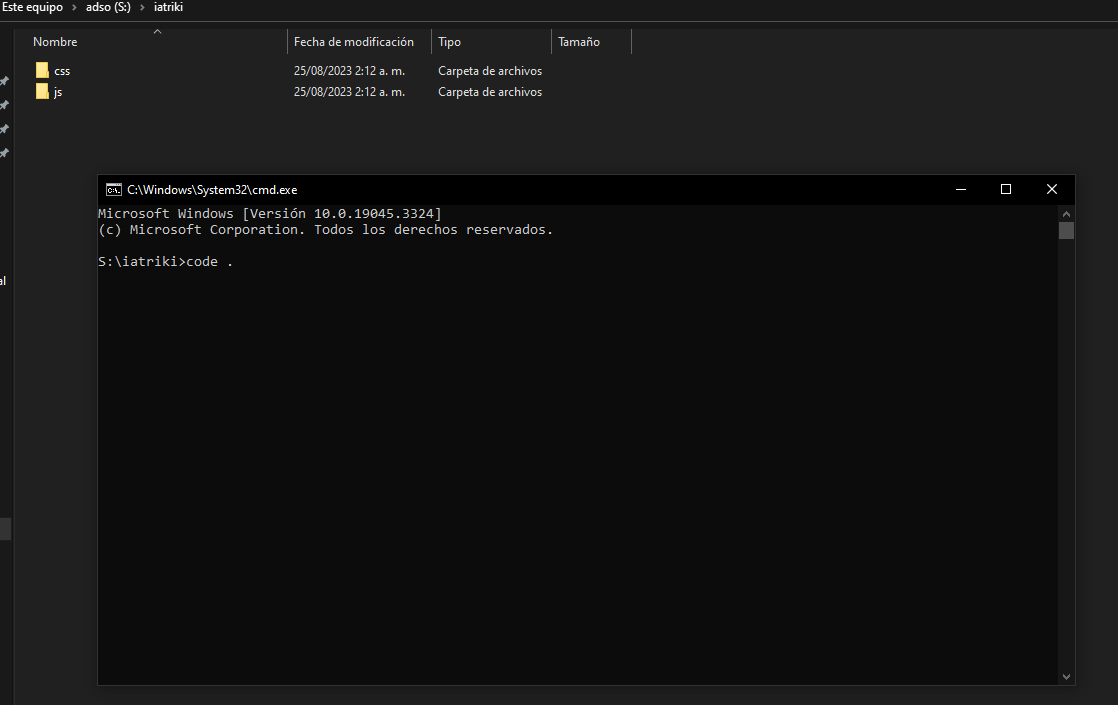 Este equipo > adso (S:) > iatriki
Nombre Fecha de modificación Tipo Tamaño
css 25/08/2023 2:12 a. m. Carpeta de archivos
js 25/08/2023 2:12 a. m. Carpeta de archivos
C:\Windows\System32\cmd.exe
Microsoft Windows [Versión 10.0.19045.3324]
(c) Microsoft Corporation. Todos los derechos reservados.
S:\iatriki>code .
al